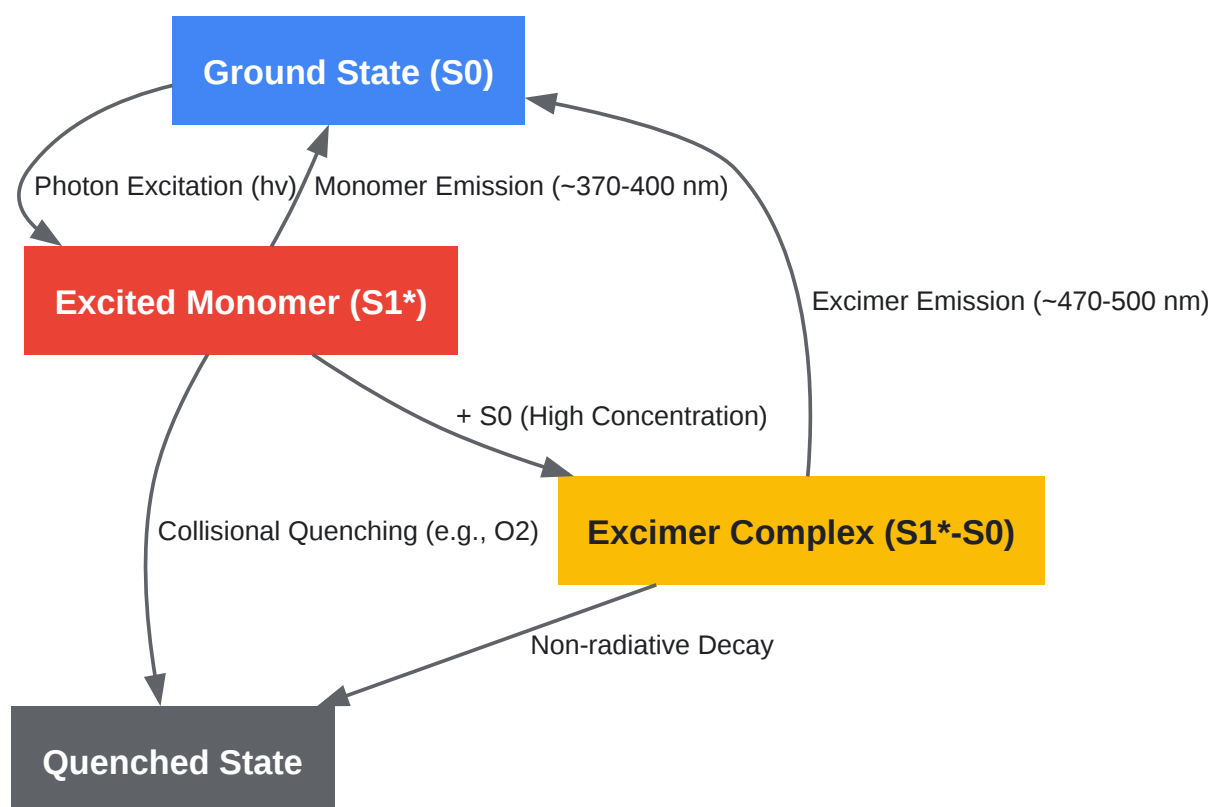 Ground State (S0)
Photon Excitation (hv)
Monomer Emission (~370-400 nm)
Excited Monomer (S1*)
Excimer Emission (~470-500 nm)
+ S0 (High Concentration)
Collisional Quenching (e.g., O2)
Excimer Complex (S1*-S0)
Non-radiative Decay
Quenched State